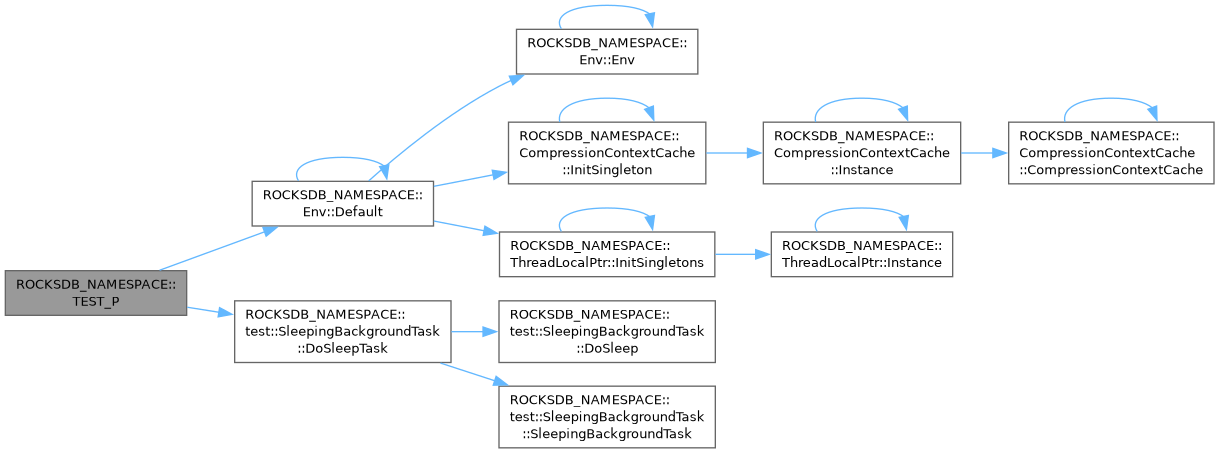 ROCKSDB_NAMESPACE::
Env::Env
ROCKSDB_NAMESPACE::
CompressionContextCache
::InitSingleton
ROCKSDB_NAMESPACE::
CompressionContextCache
::Instance
ROCKSDB_NAMESPACE::
CompressionContextCache
::CompressionContextCache
ROCKSDB_NAMESPACE::
Env::Default
ROCKSDB_NAMESPACE::
ThreadLocalPtr::InitSingletons
ROCKSDB_NAMESPACE::
ThreadLocalPtr::Instance
ROCKSDB_NAMESPACE::
TEST_P
ROCKSDB_NAMESPACE::
test::SleepingBackgroundTask
::DoSleepTask
ROCKSDB_NAMESPACE::
test::SleepingBackgroundTask
::DoSleep
ROCKSDB_NAMESPACE::
test::SleepingBackgroundTask
::SleepingBackgroundTask